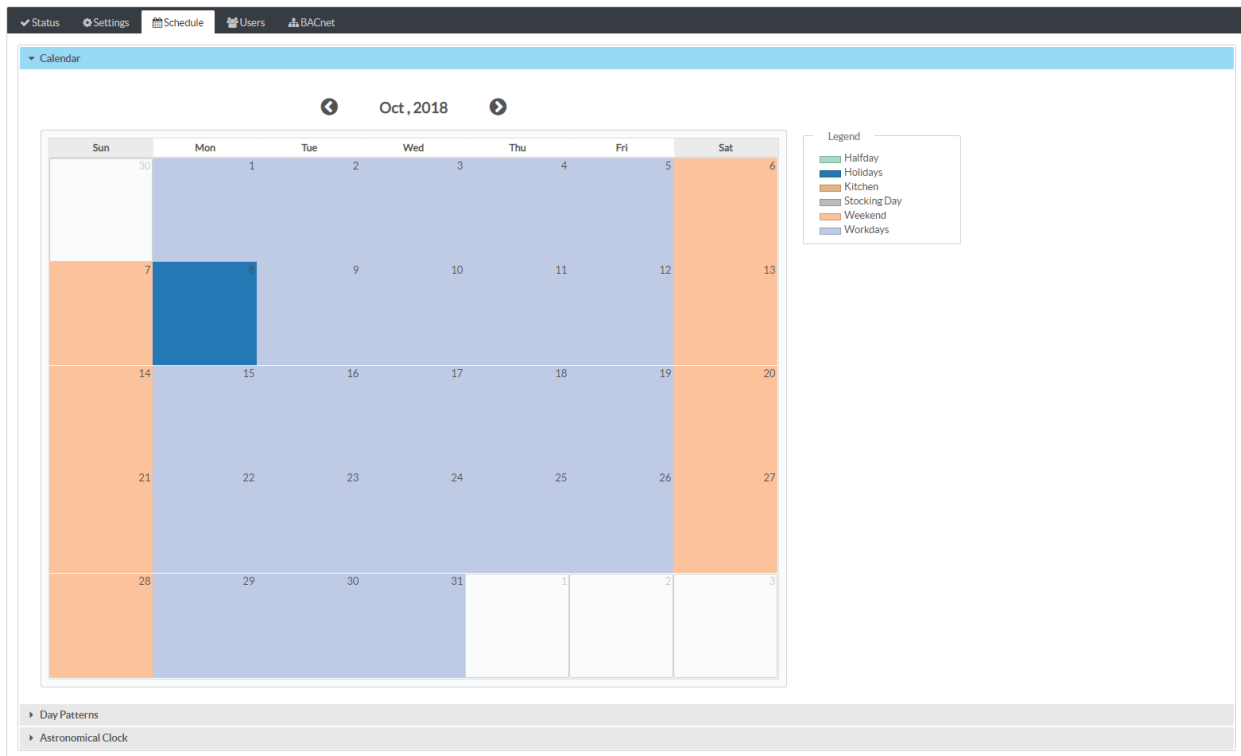 Status Settings Schedule Users BACnet
Calendar
Oct , 2018
Sun Mon Tue Wed Thu Fri Sat
30 1 2 3 4 5 6
7 8 9 10 11 12 13
14 15 16 17 18 19 20
21 22 23 24 25 26 27
28 29 30 31 1 2 3
Legend
Halfday
Holidays
Kitchen
Stocking Day
Weekend
Workdays
Day Patterns
Astronomical Clock